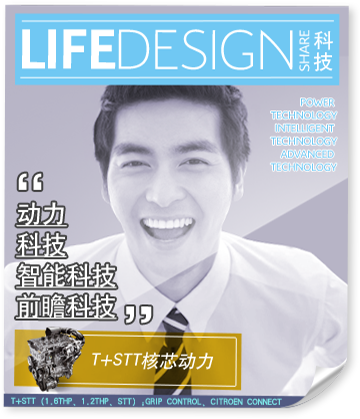 LIFEDESIGN
SHARE
科技
POWER
TECHNOLOGY
INTELLIGENT
TECHNOLOGY
ADVANCED
TECHNOLOGY
“
动力
科技
智能科技
前瞻科技 ”
T+STT核芯动力
T+STT (1.6THP, 1.2THP, STT) ;GRIP CONTROL, CITROEN CONNECT